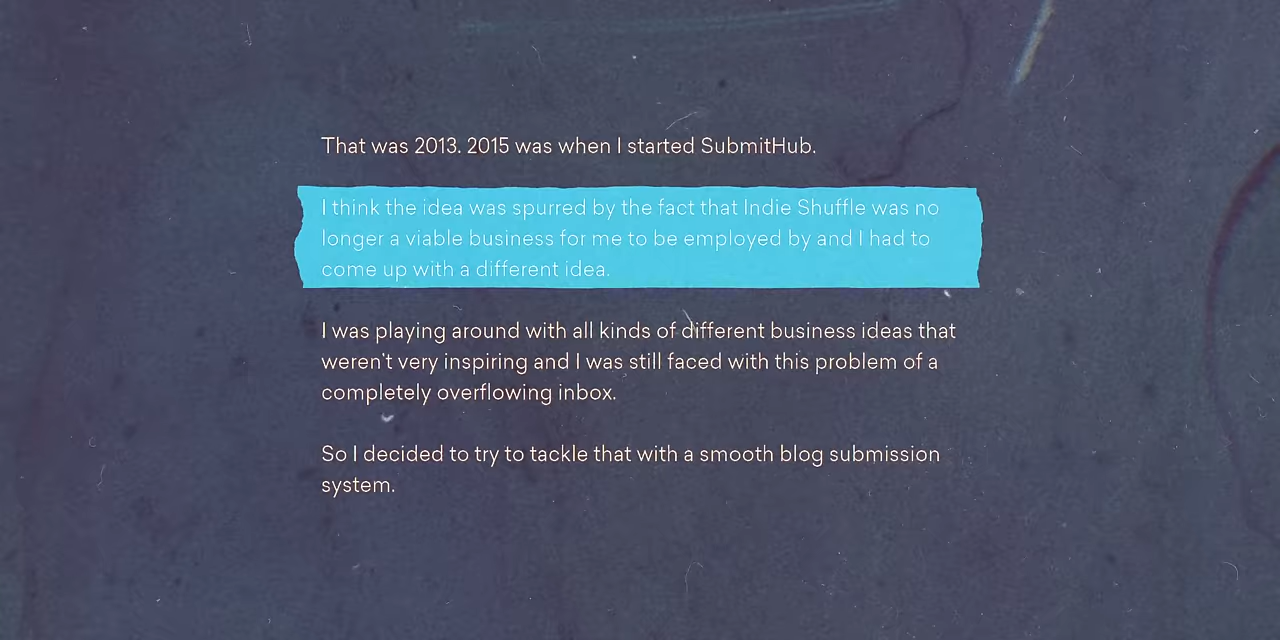 That was 2013. 2015 was when I started SubmitHub.
I think the idea was spurred by the fact that Indie Shuffle was no
longer a viable business for me to be employed by and I had to
come up with a different idea.
I was playing around with all kinds of different business ideas that
weren't very inspiring and I was still faced with this problem of a
completely overflowing inbox.
So I decided to try to tackle that with a smooth blog submission
system.